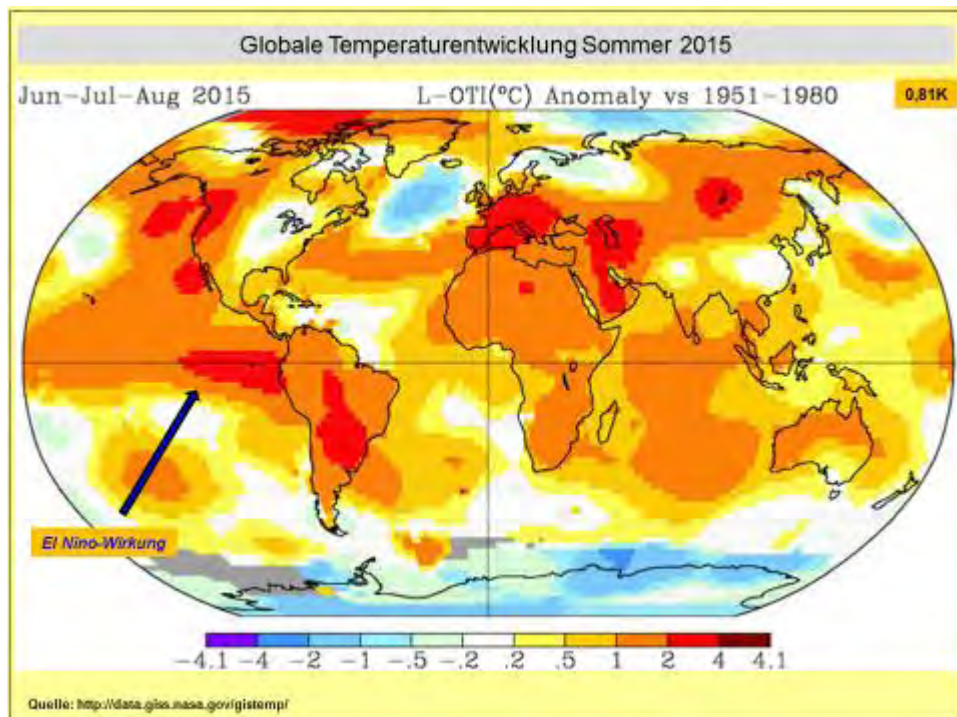 Globale Temperaturentwicklung Sommer 2015
Jun-Jul-Aug 2015 L-OTI(°C) Anomaly vs 1951-1980 0,81K
El Nino-Wirkung
-4.1 -4 -2 -1 -.5 -.2 .2 .5 1 2 4 4.1
Quelle: http://data.giss.nasa.gov/gistemp/